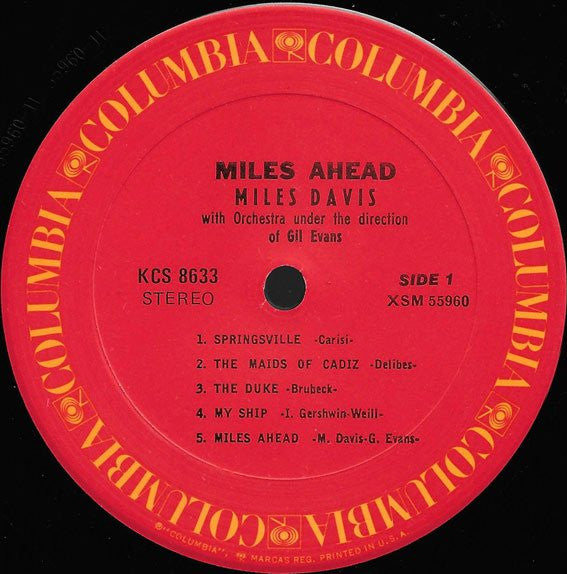 COLUMBIA COLUMBIA COLUMBIA COLUMBIA COLUMBIA COLUMBIA
MILES AHEAD
MILES DAVIS
with Orchestra under the direction
of Gil Evans
KCS 8633
STEREO
SIDE 1
XSM 55960
1. SPRINGSVILLE -Carisi-
2. THE MAIDS OF CADIZ -Delibes-
3. THE DUKE -Brubeck-
4. MY SHIP -I. Gershwin-Weill-
5. MILES AHEAD -M. Davis-G. Evans-
®"COLUMBIA", MARCAS REG. PRINTED IN U.S.A.